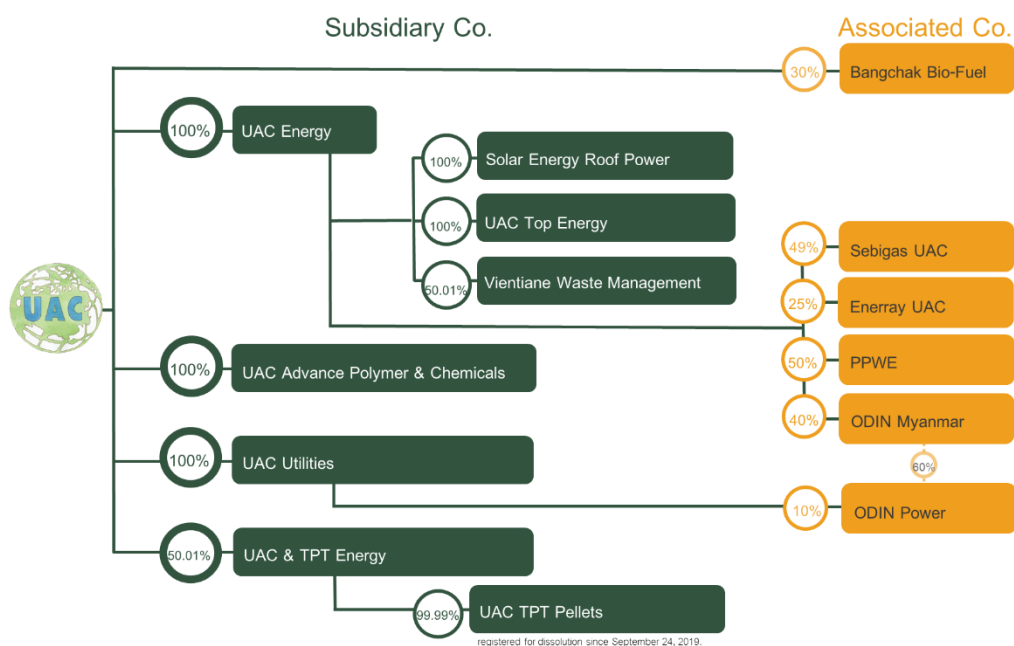 Subsidiary Co.
Associated Co.
30%
Bangchak Bio-Fuel
100%
UAC Energy
100%
Solar Energy Roof Power
100%
UAC Top Energy
50.01%
Vientiane Waste Management
49%
Sebigas UAC
25%
Enerray UAC
UAC
100%
UAC Advance Polymer & Chemicals
50%
PPWE
40%
ODIN Myanmar
100%
UAC Utilities
60%
10%
ODIN Power
50.01%
UAC & TPT Energy
99.99%
UAC TPT Pellets
registered for dissolution since September 24, 2019.